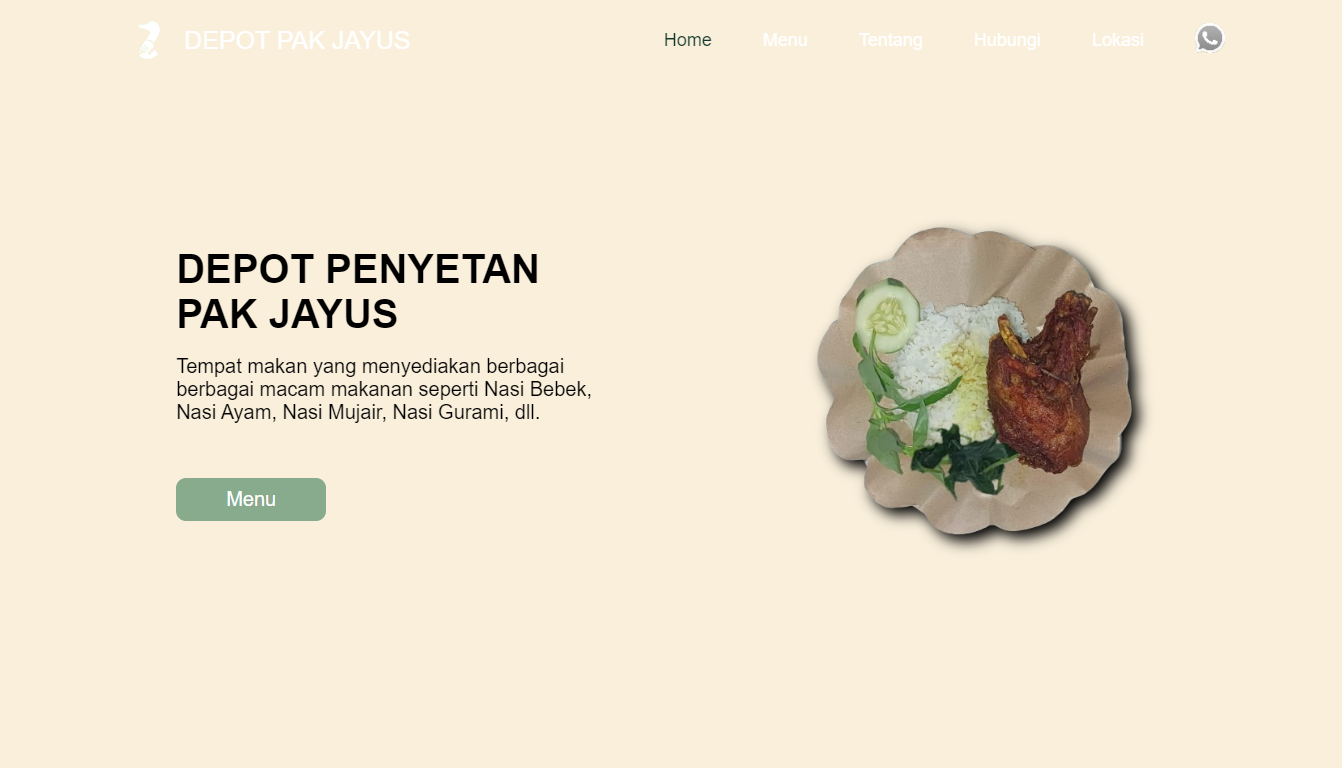 DEPOT PAK JAYUS
Home Menu Tentang Hubungi Lokasi
DEPOT PENYETAN
PAK JAYUS
Tempat makan yang menyediakan berbagai
berbagai macam makanan seperti Nasi Bebek,
Nasi Ayam, Nasi Mujair, Nasi Gurami, dll.
Menu